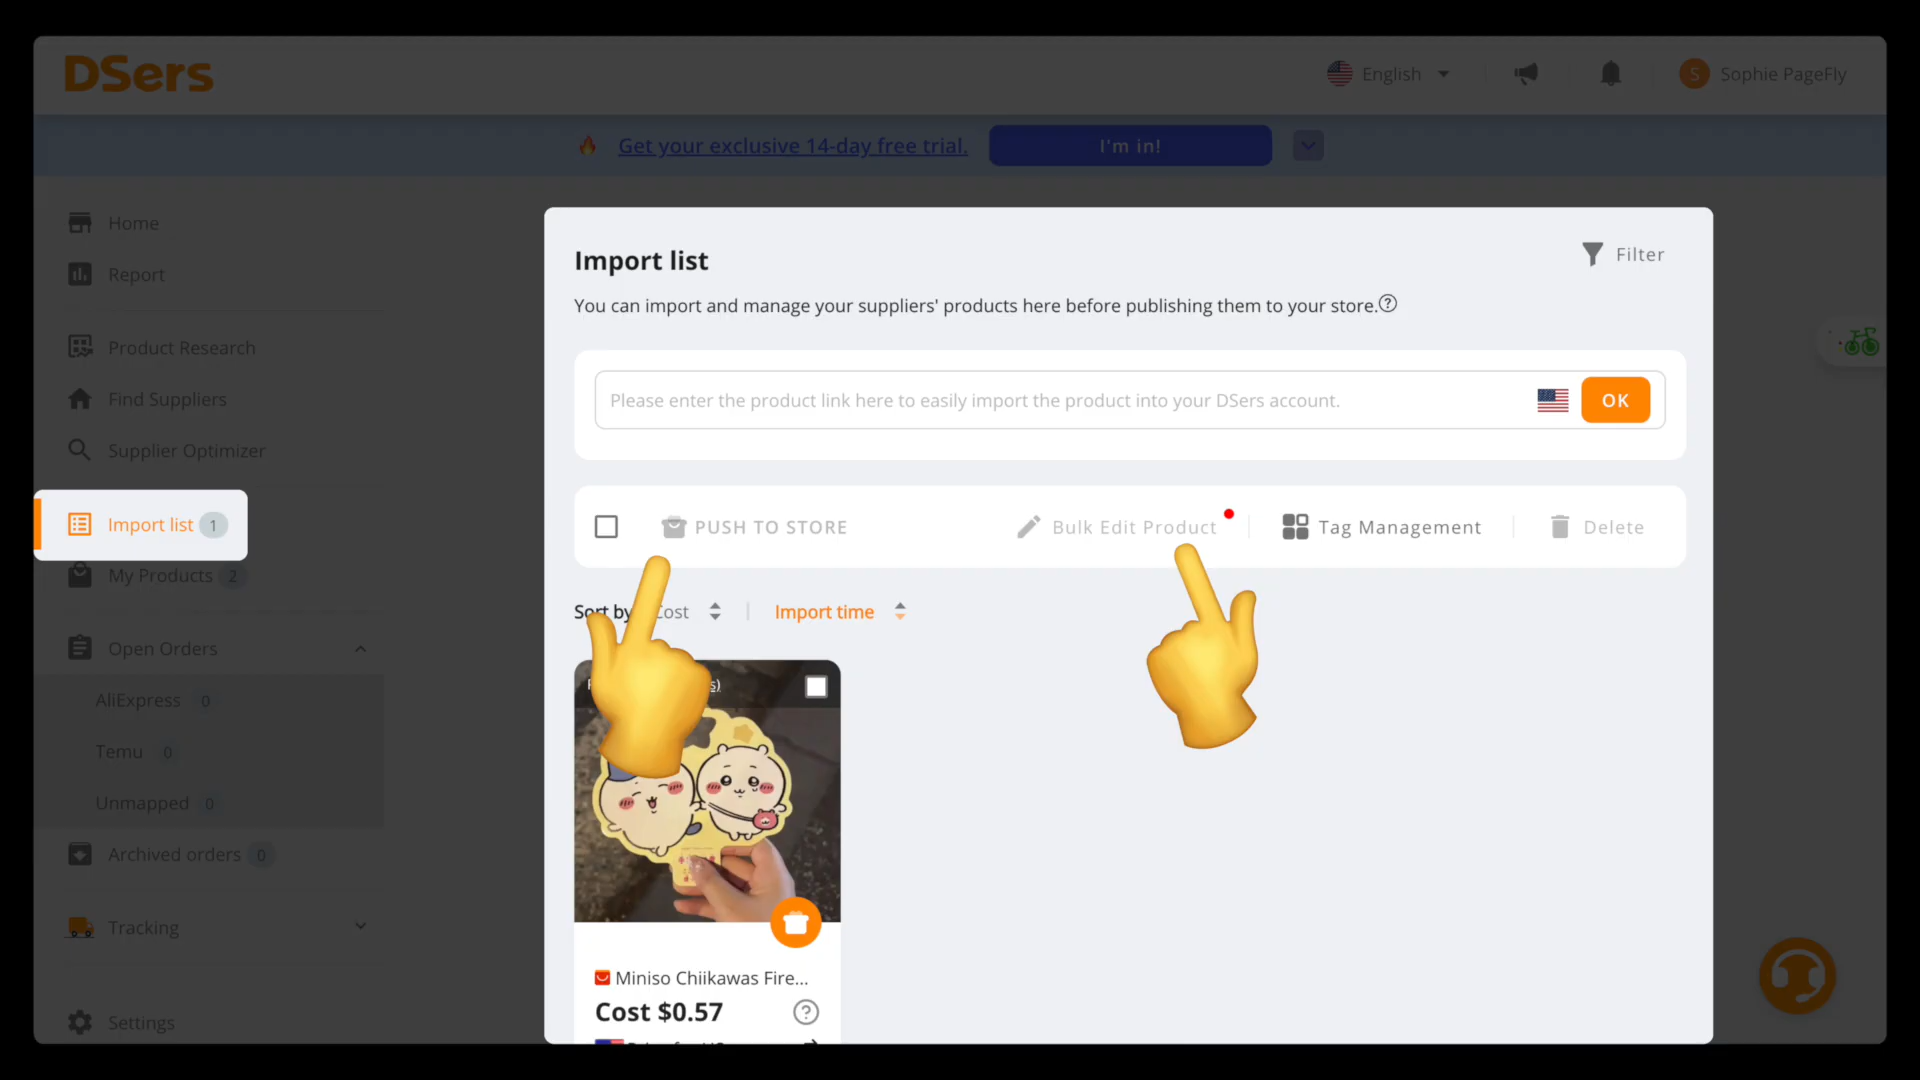 DSers
English
S
Sophie PageFly
Get your exclusive 14-day free trial.
I'm in!
Home
Report
Product Research
Find Suppliers
Supplier Optimizer
Import list 1
My Products 2
Open Orders
AliExpress 0
Temu 0
Unmapped 0
Archived orders 0
Tracking
Settings
Import list
Filter
You can import and manage your suppliers' products here before publishing them to your store.
Please enter the product link here to easily import the product into your DSers account.
OK
PUSH TO STORE
Bulk Edit Product
Tag Management
Delete
Sort by
Cost
Import time
Miniso Chiikawas Fire...
Cost $0.57